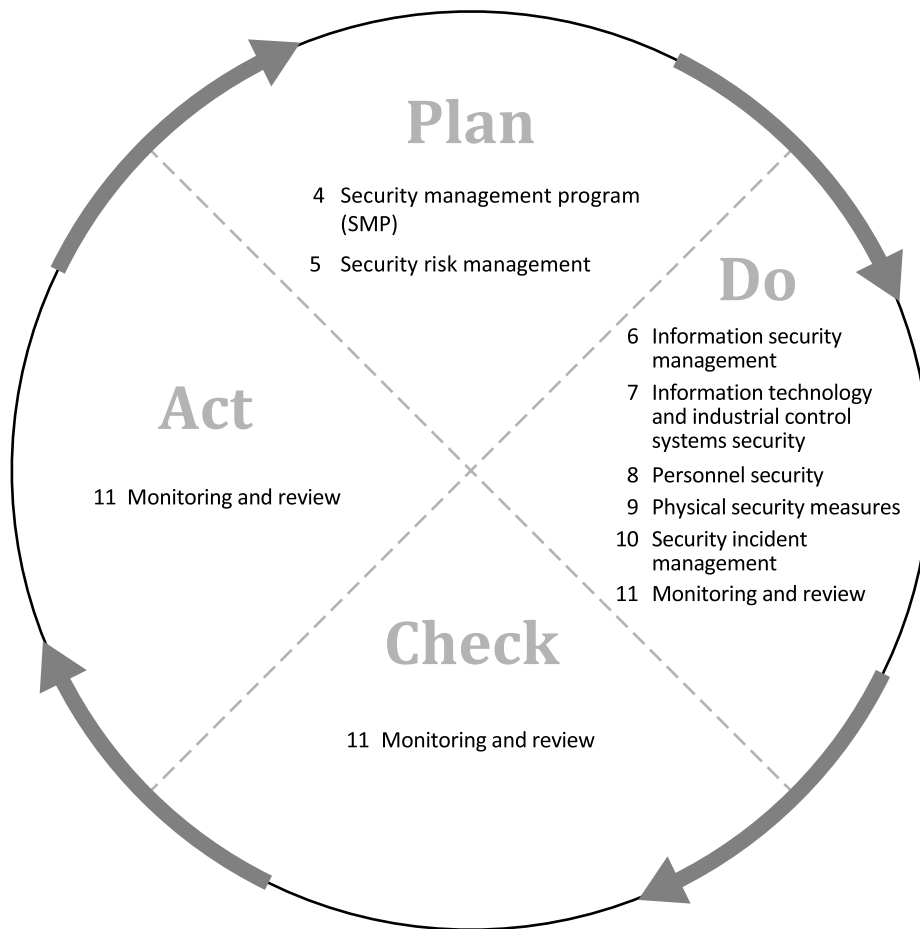 Plan
4 Security management program
(SMP)
5 Security risk management
Do
6 Information security
management
7 Information technology
and industrial control
systems security
8 Personnel security
9 Physical security measures
10 Security incident
management
11 Monitoring and review
Check
11 Monitoring and review
Act
11 Monitoring and review